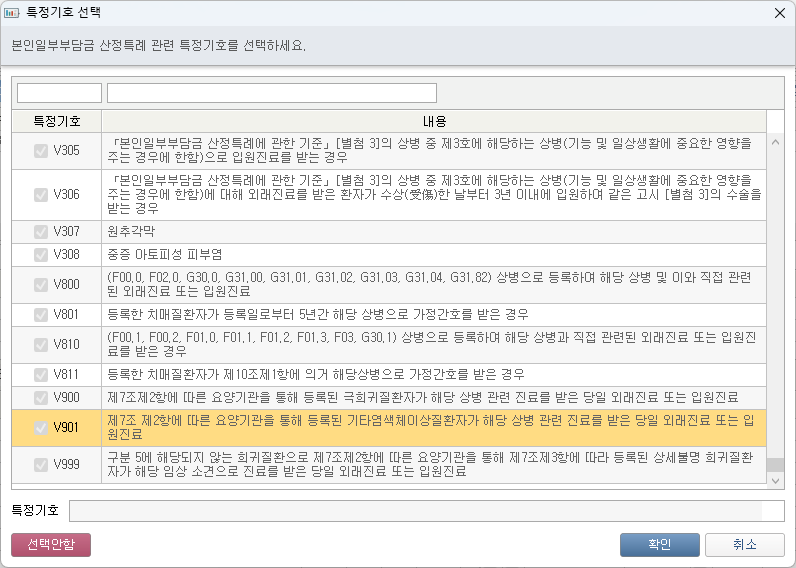 특정기호 선택
본인일부부담금 산정특례 관련 특정기호를 선택하세요.
특정기호 내용
V305 「본인일부부담금 산정특례에 관한 기준」[별첨 3]의 상병 중 제3호에 해당하는 상병(기능 및 일상생활에 중요한 영향을
주는 경우에 한함)으로 입원진료를 받는 경우
V306 「본인일부부담금 산정특례에 관한 기준」[별첨 3]의 상병 중 제3호에 해당하는 상병(기능 및 일상생활에 중요한 영향을
주는 경우에 한함)에 대해 외래진료를 받은 환자가 수상(受傷)한 날부터 3년 이내에 입원하여 같은 고시 [별첨 3]의 수술을
받는 경우
V307 원추각막
V308 중증 아토피성 피부염
V800 (F00.0, F02.0, G30.0, G31.00, G31.01, G31.02, G31.03, G31.04, G31.82) 상병으로 등록하여 해당 상병 및 이와 직접 관련
된 외래진료 또는 입원진료
V801 등록한 치매질환자가 등록일로부터 5년간 해당 상병으로 가정간호를 받은 경우
V810 (F00.1, F00.2, F01.0, F01.1, F01.2, F01.3, F03, G30.1) 상병으로 등록하여 해당 상병과 직접 관련된 외래진료 또는 입원진
료를 받은 경우
V811 등록한 치매질환자가 제10조제1항에 의거 해당상병으로 가정간호를 받은 경우
V900 제7조제2항에 따른 요양기관을 통해 등록된 극희귀질환자가 해당 상병 관련 진료를 받은 당일 외래진료 또는 입원진료
V901 제7조 제2항에 따른 요양기관을 통해 등록된 기타염색체이상질환자가 해당 상병 관련 진료를 받은 당일 외래진료 또는 입
원진료
V999 구분 5에 해당되지 않는 희귀질환으로 제7조제2항에 따른 요양기관을 통해 제7조제3항에 따라 등록된 상세불명 희귀질환
자가 해당 임상 소견으로 진료를 받은 당일 외래진료 또는 입원진료
특정기호
선택안함 확인 취소